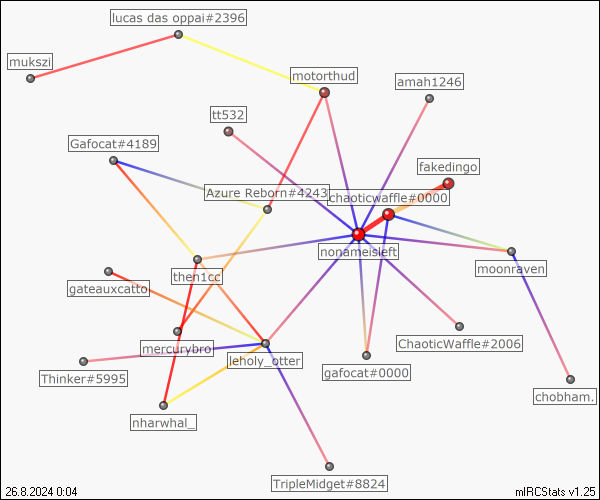 lucas das oppai#2396
mukszi
motorthud
amah1246
tt532
Gafocat#4189
fakedingo
Azure Reborn#4243
chaoticwaffle#0000
nonameisleft
moonraven
then1cc
gateauxcatto
mercurybro
ChaoticWaffle#2006
leholy_otter
Thinker#5995
gafocat#0000
chobham.
nharwhal_
TripleMidget#8824
26.8.2024 0:04
mIRCStats v1.25